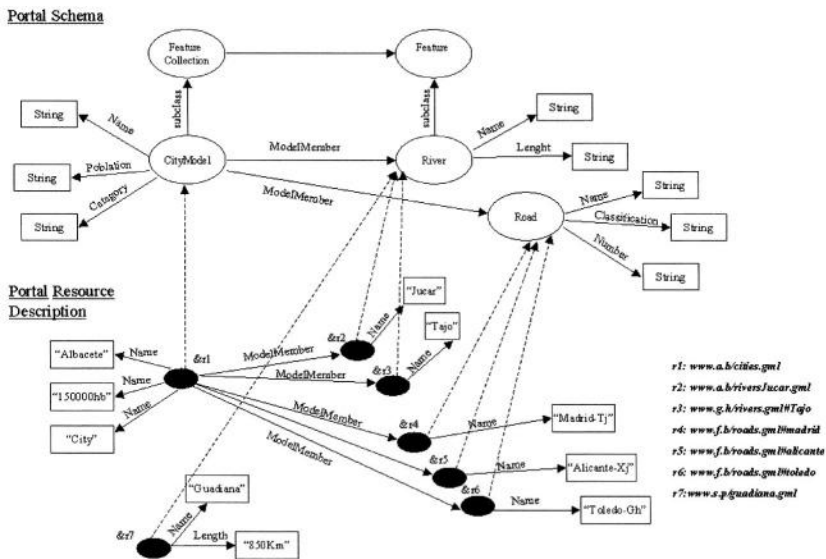 Portal Schema
Feature
Collection
Feature
subclass
subclass
String
Name
String
Poblation
String
Catagory
CityModel
ModelMember
River
Name
String
Lenght
String
ModelMember
Road
Name
String
Classification
String
Number
String
Portal Resource
Description
"Albacete"
Name
"150000hb"
Name
"City"
Name
&r1
ModelMember
&r2
Name
"Jucar"
ModelMember
&r3
Name
"Tajo"
ModelMember
&r4
Name
"Madrid-Tj"
ModelMember
&r5
Name
"Alicante-Xj"
ModelMember
&r6
Name
"Toledo-Gh"
&r7
Name
"Guadiana"
Length
"850Km"
r1: www.a.b/cities.gml
r2: www.a.b/riversJucar.gml
r3: www.g.h/rivers.gml#Tajo
r4: www.f.b/roads.gml#madrid
r5: www.f.b/roads.gml#alicante
r6: www.f.b/roads.gml#toledo
r7: www.s.p/guadiana.gml